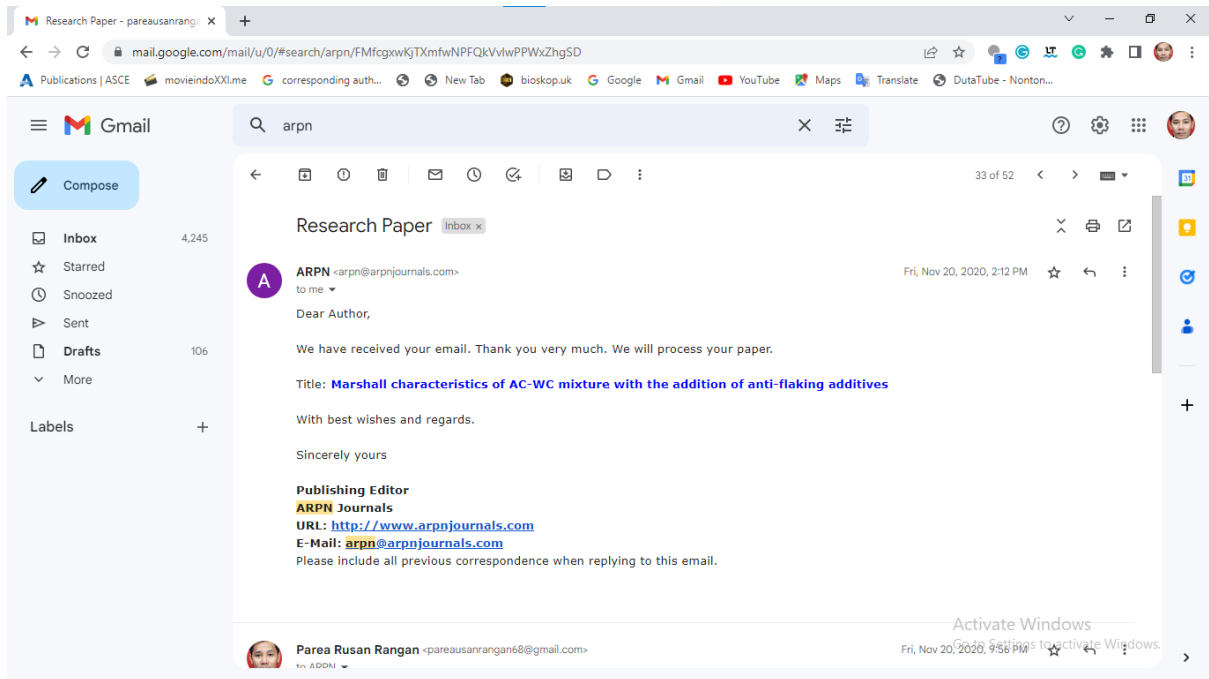 Research Paper - pareausanrange
mail.google.com/mail/u/0/#search/arpn/FMfcgxwKjTXmfwNPFQkVvlwPPWxZhgSD
Publications | ASCE movieindoXXI.me corresponding auth... New Tab bioskop.uk Google Gmail YouTube Maps Translate DutaTube - Nonton...
Gmail
arpn
Compose
33 of 52
Research Paper Inbox x
Inbox 4,245
Starred
Snoozed
Sent
Drafts 106
More
Labels
ARPN <arpn@arpnjournals.com> Fri, Nov 20, 2020, 2:12 PM
to me
Dear Author,
We have received your email. Thank you very much. We will process your paper.
Title: Marshall characteristics of AC-WC mixture with the addition of anti-flaking additives
With best wishes and regards.
Sincerely yours
Publishing Editor
ARPN Journals
URL: http://www.arpnjournals.com
E-Mail: arpn@arpnjournals.com
Please include all previous correspondence when replying to this email.
Activate Windows
Go to Settings to activate Windows.
Parea Rusan Rangan <pareausanrangan68@gmail.com> Fri, Nov 20, 2020, 9:56 PM
to ARPN